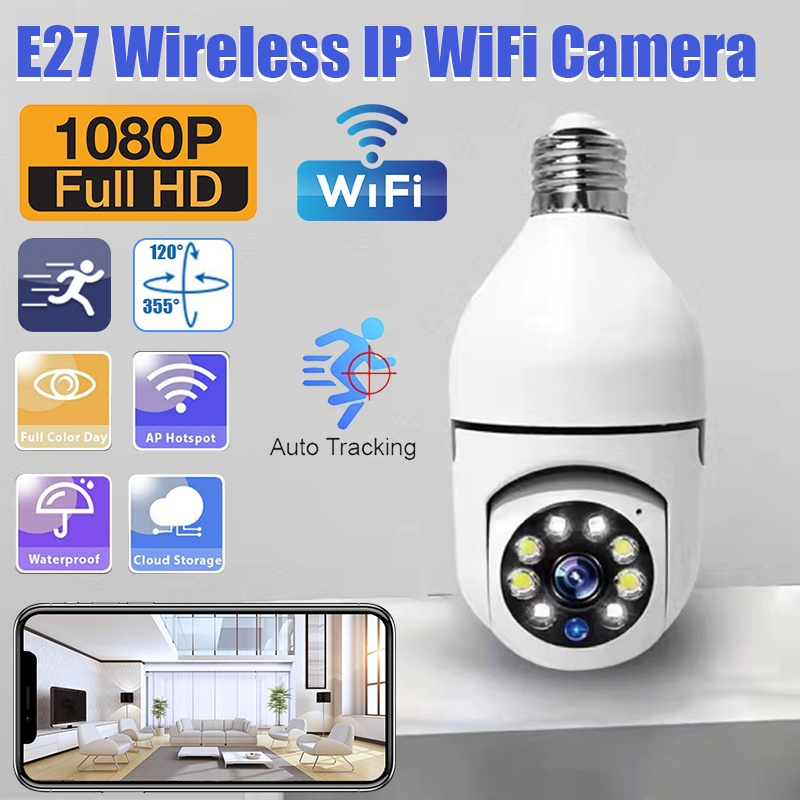 E27 Wireless IP WiFi Camera
1080P
Full HD
WiFi
120°
355°
Full Color Day
AP Hotspot
Auto Tracking
Waterproof
Cloud Storage